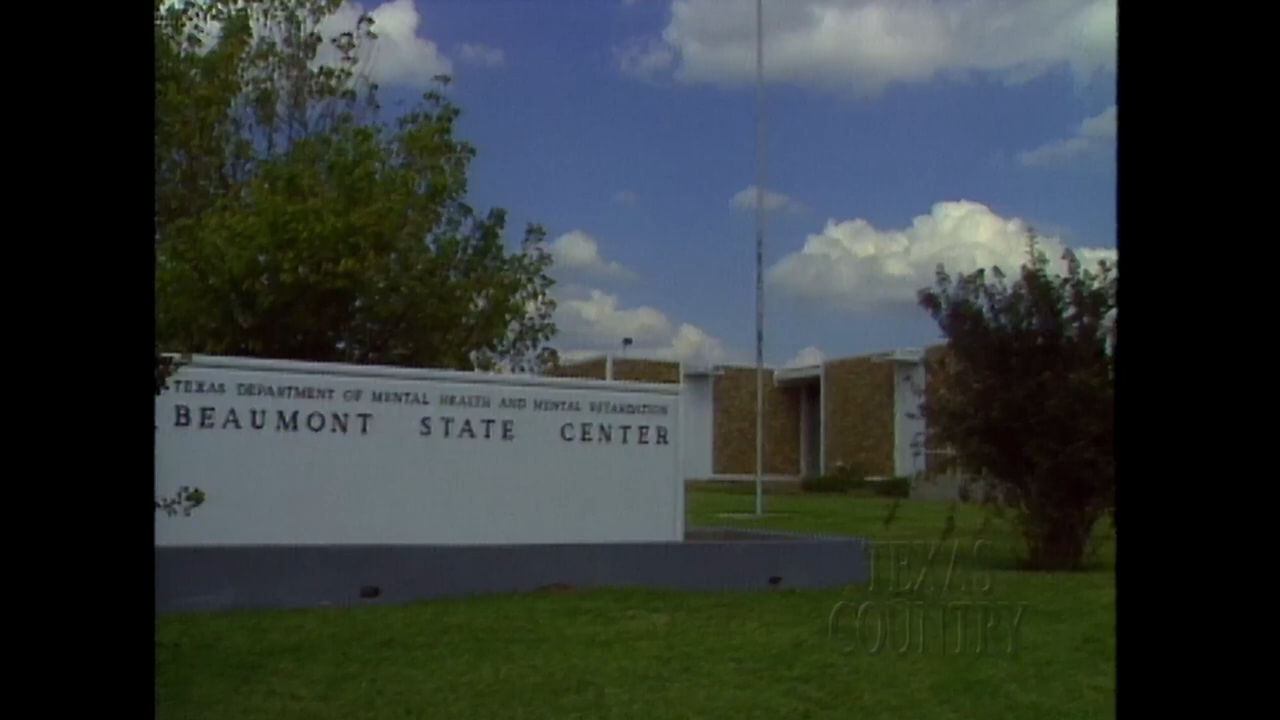 TEXAS DEPARTMENT OF MENTAL HEALTH AND MENTAL RETARDATION
BEAUMONT STATE CENTER
TEXAS
COUNTRY